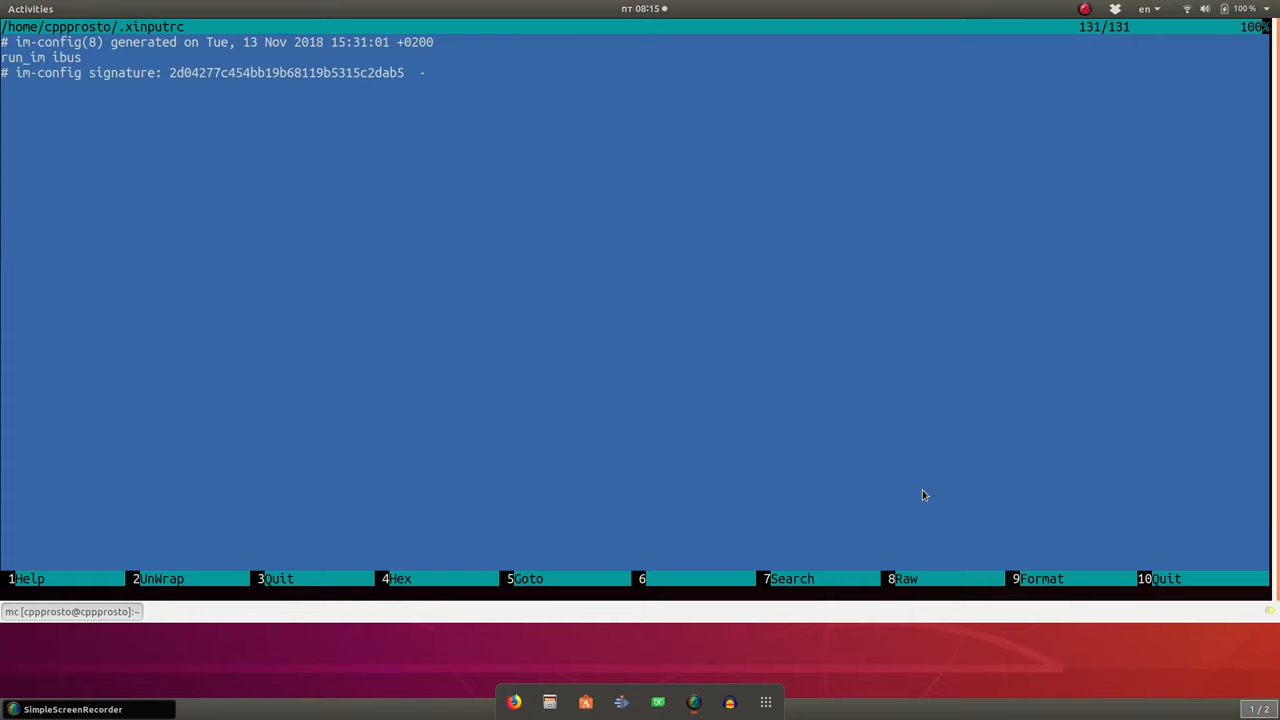 Activities
пт 08:15
en
100 %
/home/cppprosto/.xinputrc 131/131 100%
# im-config(8) generated on Tue, 13 Nov 2018 15:31:01 +0200
run_im ibus
# im-config signature: 2d04277c454bb19b68119b5315c2dab5  -
1Help 2UnWrap 3Quit 4Hex 5Goto 6 7Search 8Raw 9Format 10Quit
mc [cppprosto@cppprosto]:~
QC
SimpleScreenRecorder
1 / 2